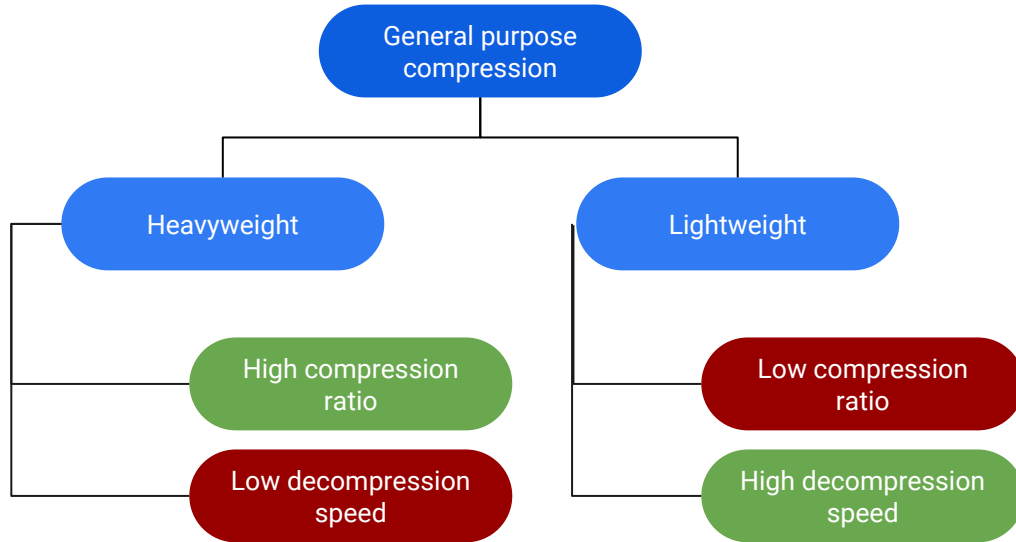 General purpose
compression
Heavyweight
Lightweight
High compression
ratio
Low compression
ratio
Low decompression
speed
High decompression
speed